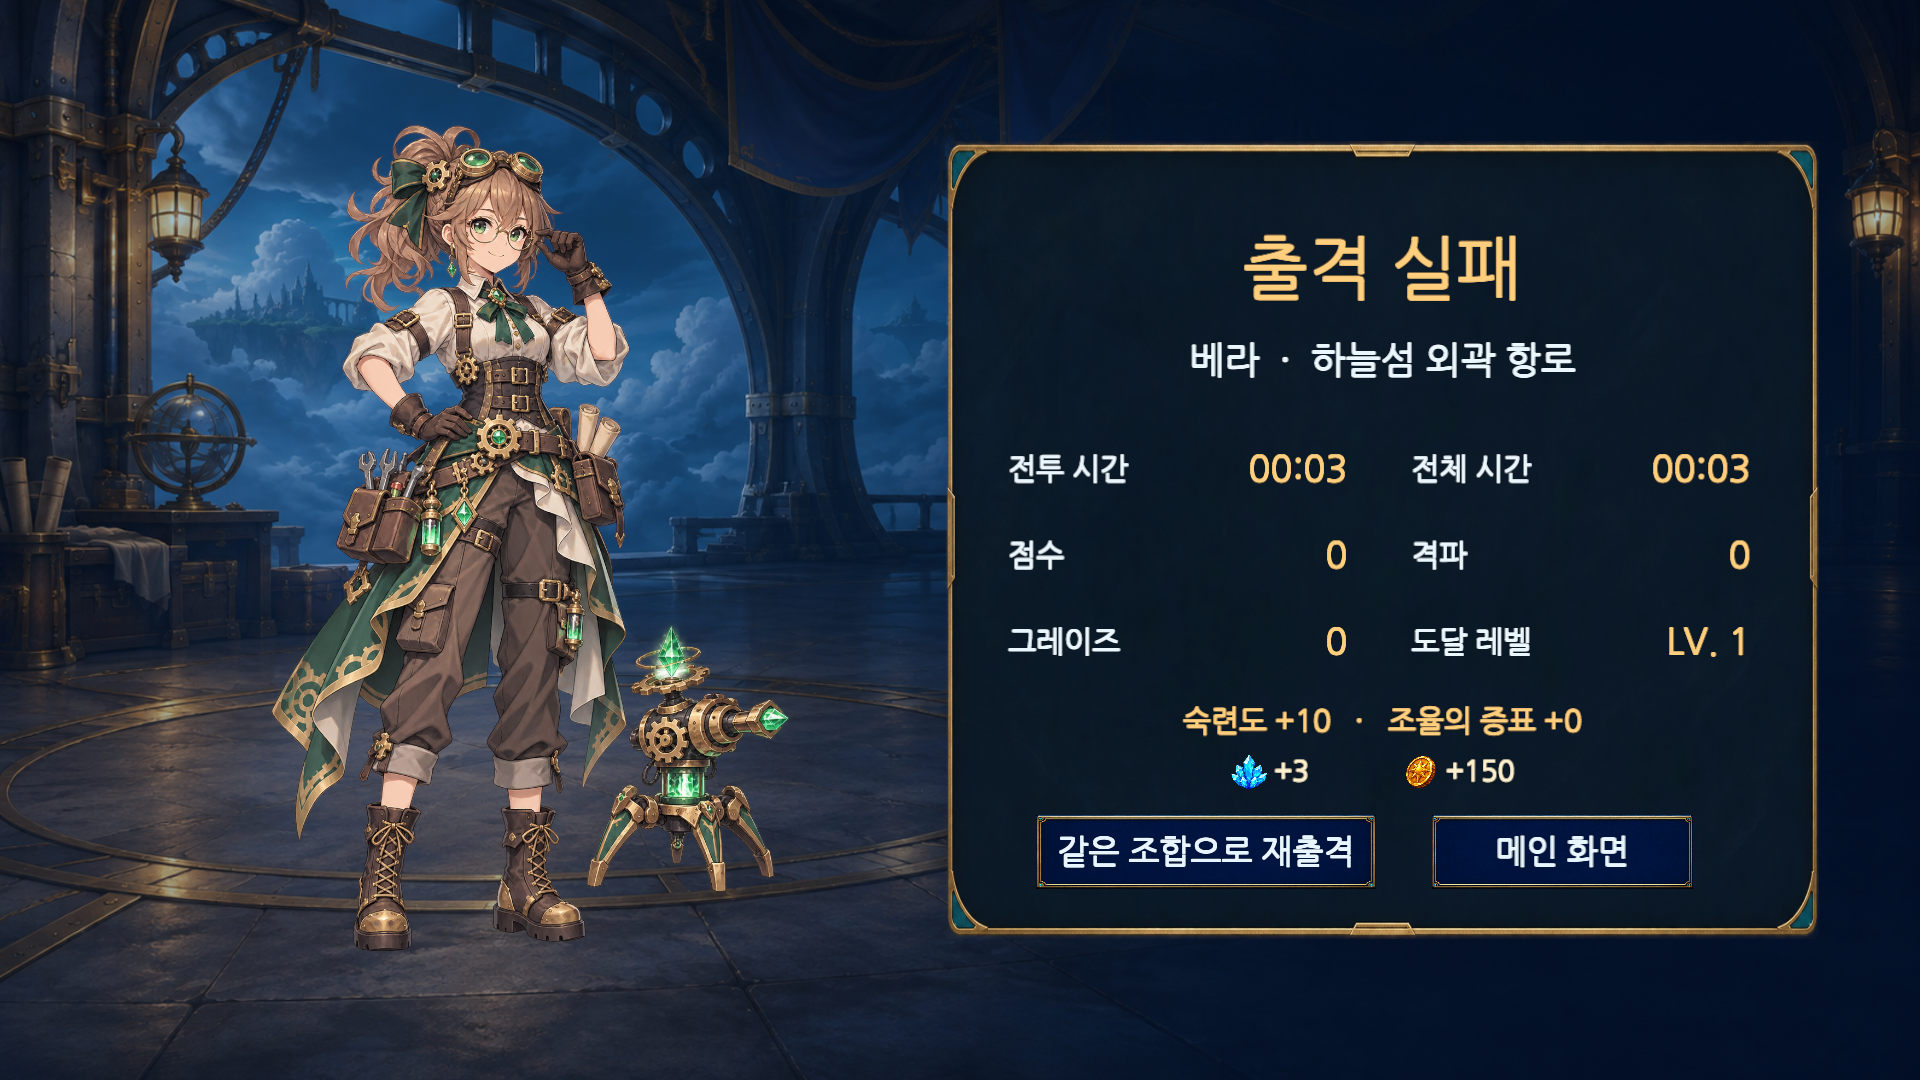 출격 실패
베라 · 하늘섬 외곽 항로
전투 시간 00:03 전체 시간 00:03
점수 0 격파 0
그레이즈 0 도달 레벨 LV. 1
숙련도 +10 · 조율의 증표 +0
+3 +150
같은 조합으로 재출격 메인 화면